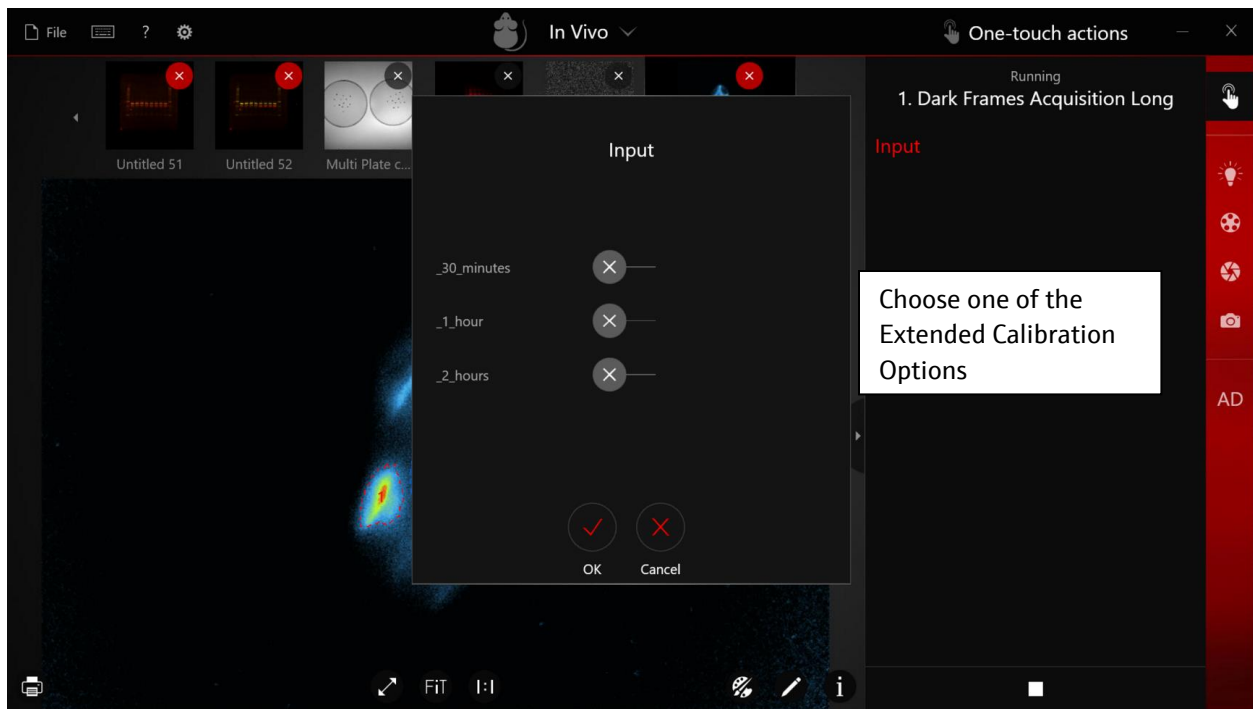 File ? In Vivo One-touch actions
Untitled 51 Untitled 52 Multi Plate c...
Running
1. Dark Frames Acquisition Long
Input
Input
_30_minutes
_1_hour
_2_hours
OK Cancel
Choose one of the
Extended Calibration
Options
AD
1
FiT 1:1 i